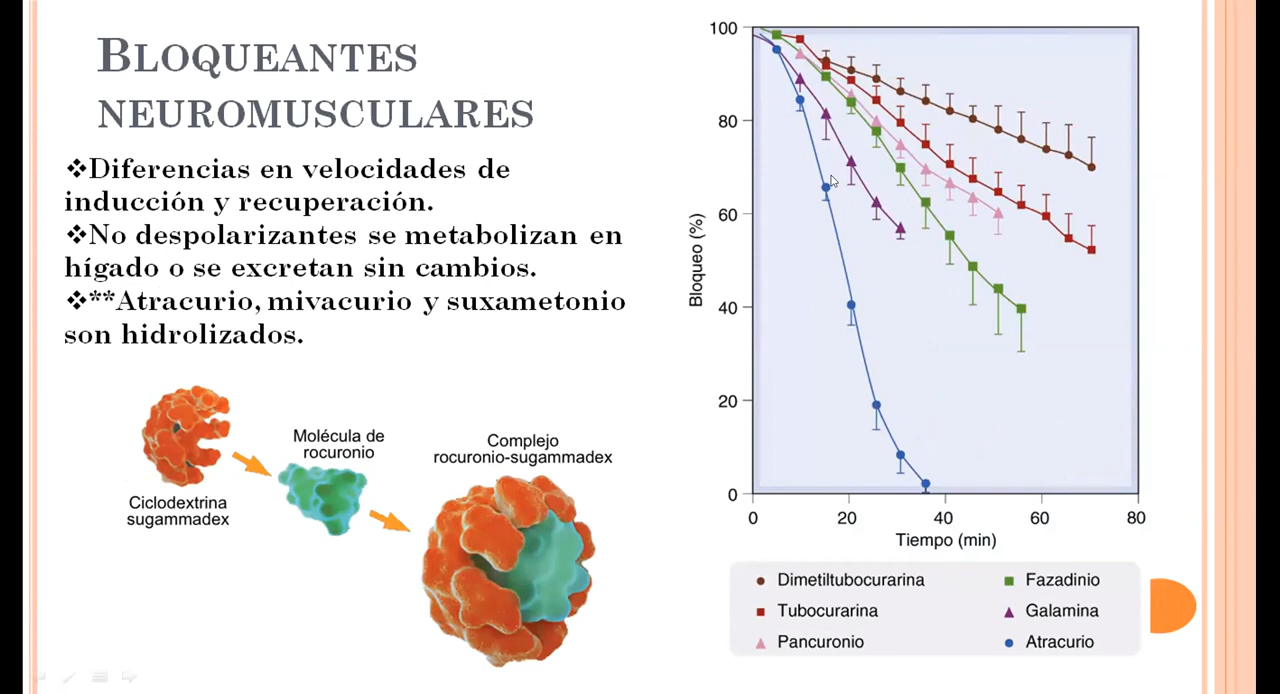 BLOQUEANTES
NEUROMUSCULARES
❖Diferencias en velocidades de
inducción y recuperación.
❖No despolarizantes se metabolizan en
hígado o se excretan sin cambios.
❖**Atracurio, mivacurio y suxametonio
son hidrolizados.
Ciclodextrina
sugammadex
Molécula de
rocuronio
Complejo
rocuronio-sugammadex
Bloqueo (%)
100
80
60
40
20
0
0 20 40 60 80
Tiempo (min)
Dimetiltubocurarina
Tubocurarina
Pancuronio
Fazadinio
Galamina
Atracurio